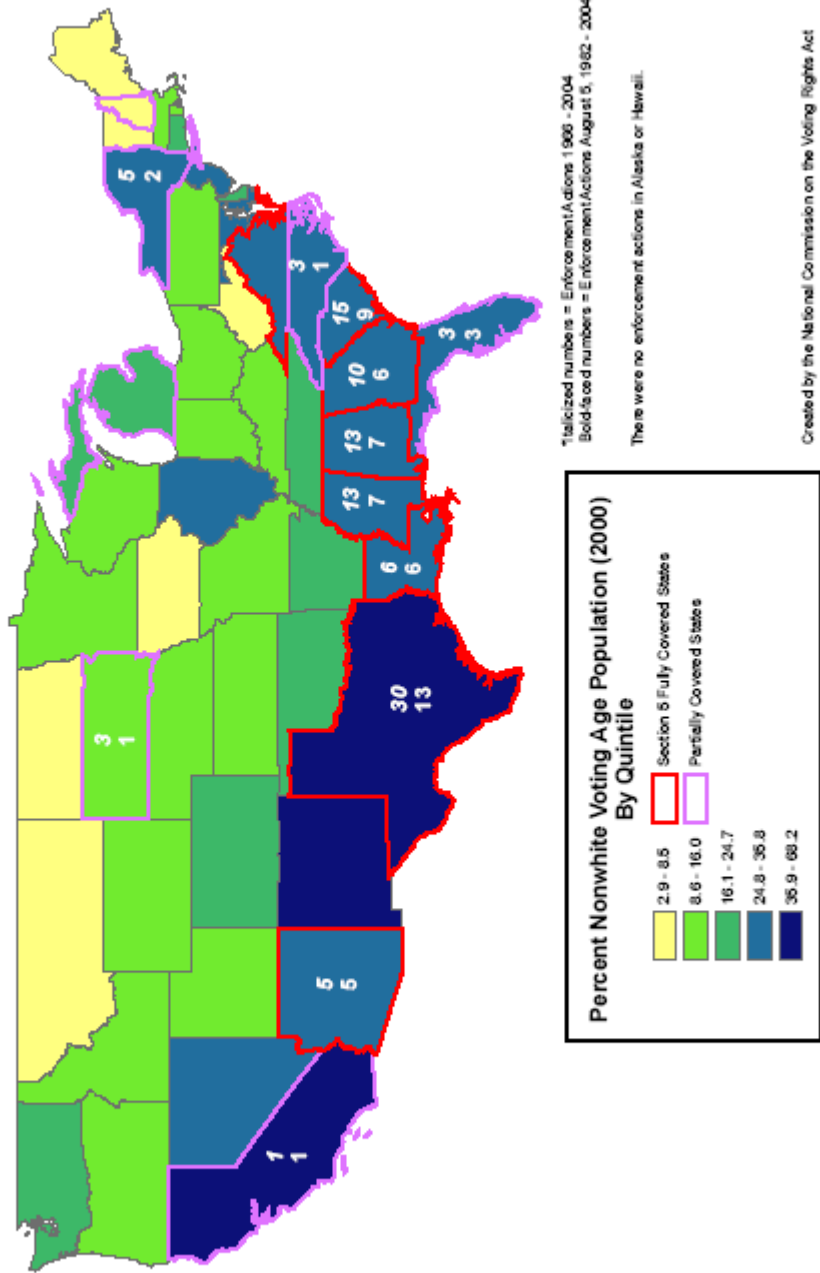 5
2
3
1
3
1
15
9
10
6
13
7
13
7
6
6
3
3
30
13
5
5
1
1
Percent Nonwhite Voting Age Population (2000)
By Quintile
2.9 - 8.5
8.6 - 16.0
16.1 - 24.7
24.8 - 35.8
35.9 - 68.2
Section 5 Fully Covered States
Partially Covered States
*Italicized numbers = Enforcement Actions 1966 - 2004
Bold-faced numbers = Enforcement Actions August 5, 1982 - 2004
There were no enforcement actions in Alaska or Hawaii.
Created by the National Commission on the Voting Rights Act